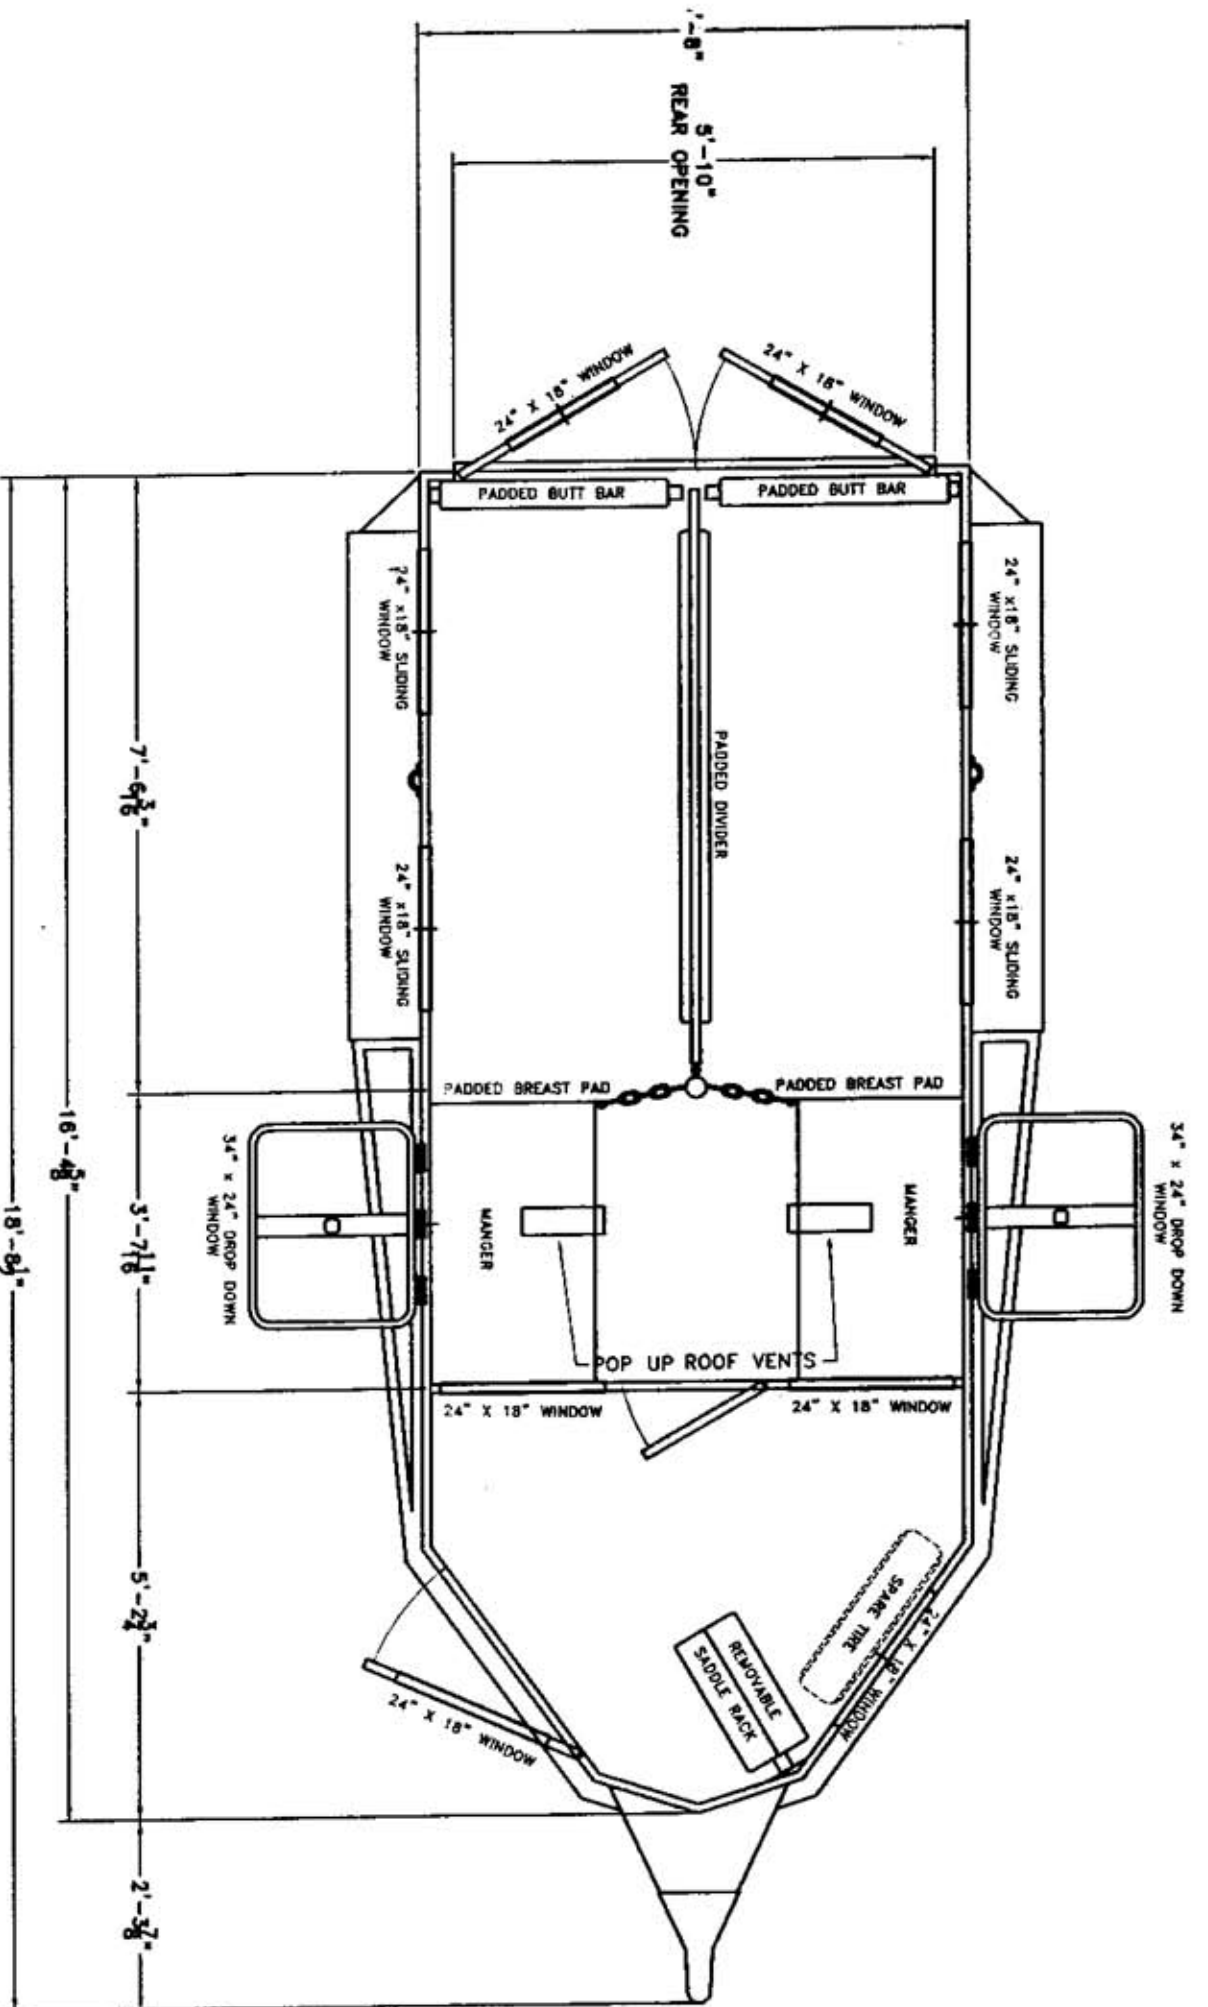 '-8"
5'-10"
REAR OPENING
24" X 18" WINDOW
24" X 18" WINDOW
PADDED BUTT BAR
PADDED BUTT BAR
24" x18" SLIDING
WINDOW
24" x18" SLIDING
WINDOW
24" x18" SLIDING
WINDOW
24" x18" SLIDING
WINDOW
PADDED DIVIDER
PADDED BREAST PAD
PADDED BREAST PAD
34" x 24" DROP DOWN
WINDOW
34" x 24" DROP DOWN
WINDOW
MANGER
MANGER
POP UP ROOF VENTS
24" X 18" WINDOW
24" X 18" WINDOW
SPARE TIRE
24" X 18" WINDOW
REMOVABLE
SADDLE RACK
24" X 18" WINDOW
7'-6 3/16"
3'-7 11/16"
5'-2 3/4"
2'-3 7/8"
16'-4 5/8"
18'-8 1/2"